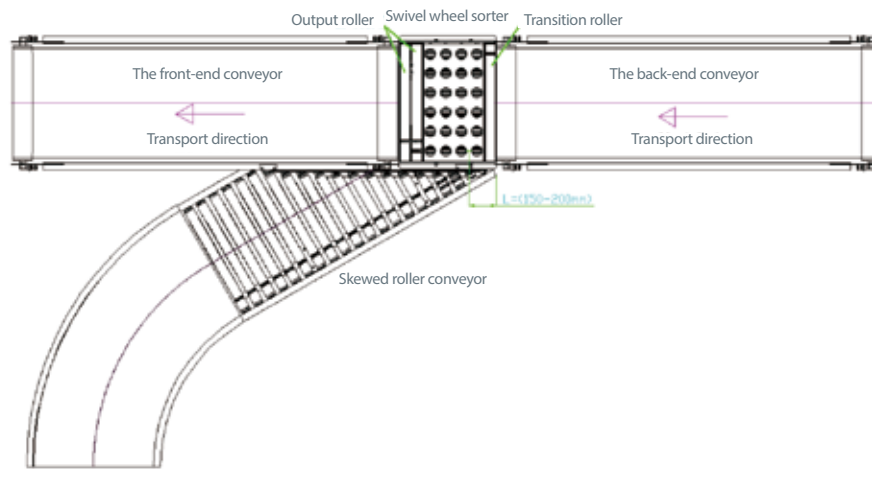 Output roller
Swivel wheel sorter
Transition roller
The front-end conveyor
The back-end conveyor
Transport direction
Transport direction
L=(150-200mm)
Skewed roller conveyor